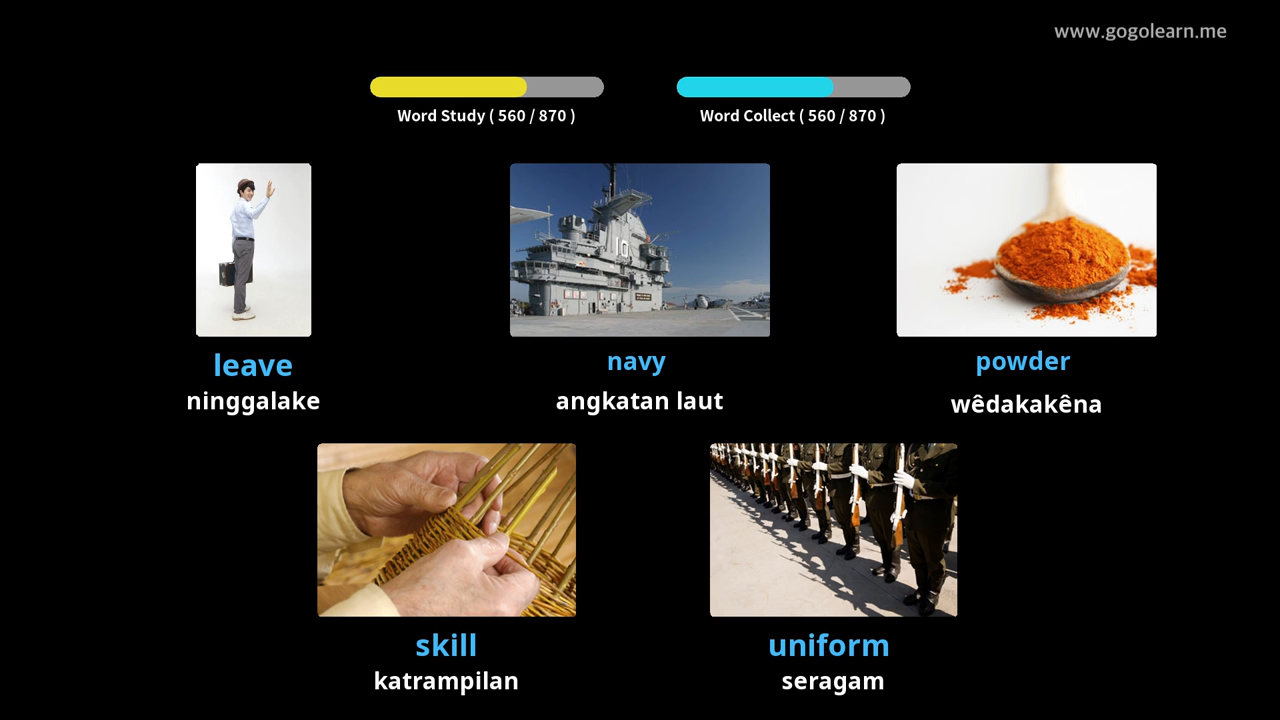 www.gogolearn.me
Word Study ( 560 / 870 )
Word Collect ( 560 / 870 )
leave
ninggalake
navy
angkatan laut
powder
wêdakakêna
skill
katrampilan
uniform
seragam
10